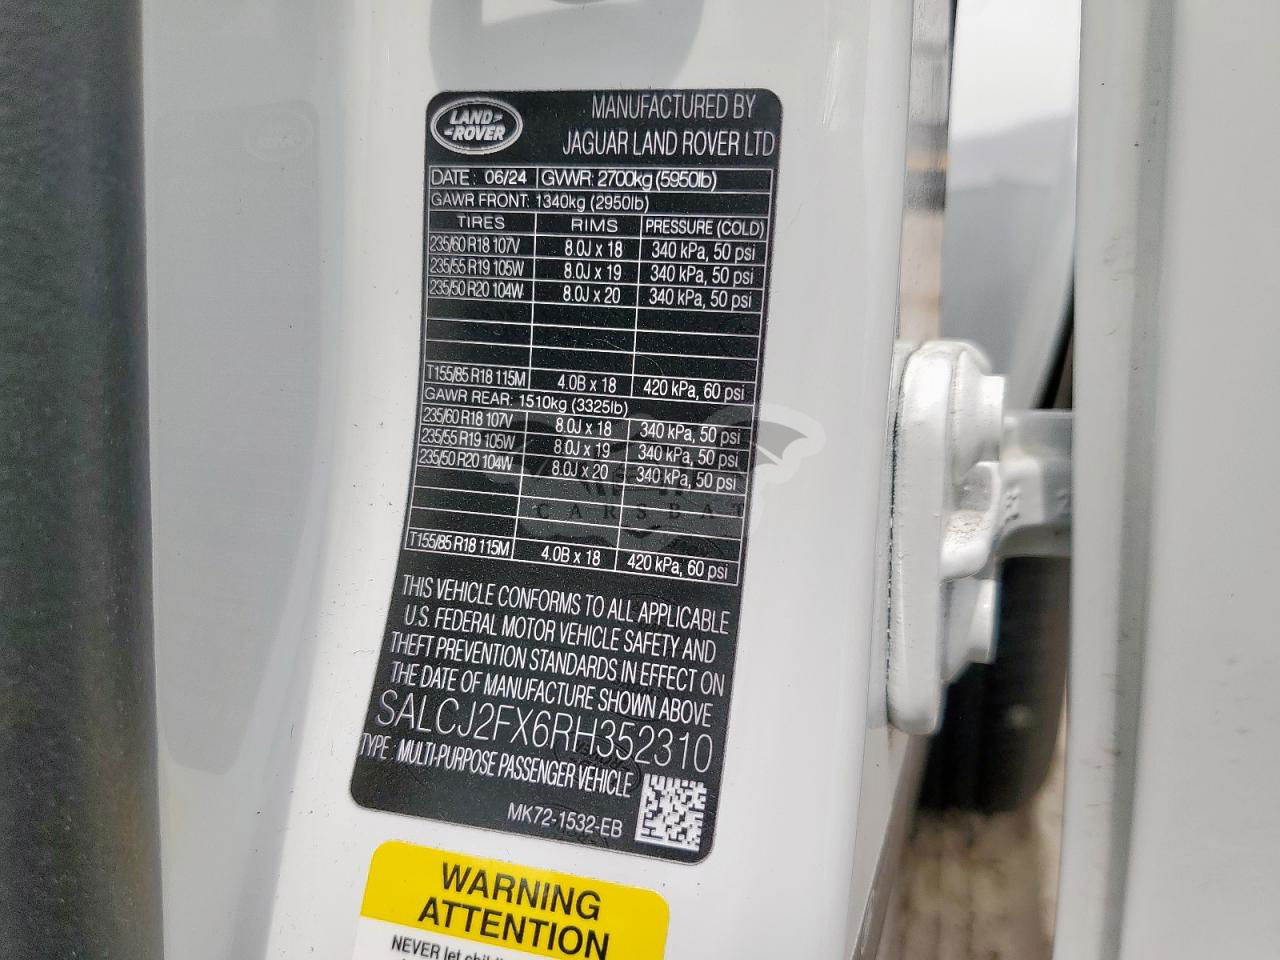 LAND ROVER
MANUFACTURED BY
JAGUAR LAND ROVER LTD
DATE: 06/24 GVWR: 2700kg (5950lb)
GAWR FRONT: 1340kg (2950lb)
TIRES RIMS PRESSURE (COLD)
235/60 R18 107V 8.0J x 18 340 kPa, 50 psi
235/55 R19 105W 8.0J x 19 340 kPa, 50 psi
235/50 R20 104W 8.0J x 20 340 kPa, 50 psi
T155/85 R18 115M 4.0B x 18 420 kPa, 60 psi
GAWR REAR: 1510kg (3325lb)
235/60 R18 107V 8.0J x 18 340 kPa, 50 psi
235/55 R19 105W 8.0J x 19 340 kPa, 50 psi
235/50 R20 104W 8.0J x 20 340 kPa, 50 psi
CARSBAT
T155/85 R18 115M 4.0B x 18 420 kPa, 60 psi
THIS VEHICLE CONFORMS TO ALL APPLICABLE
U.S. FEDERAL MOTOR VEHICLE SAFETY AND
THEFT PREVENTION STANDARDS IN EFFECT ON
THE DATE OF MANUFACTURE SHOWN ABOVE
SALCJ2FX6RH352310
TYPE: MULTI-PURPOSE PASSENGER VEHICLE
MK72-1532-EB
WARNING
ATTENTION
NEVER let